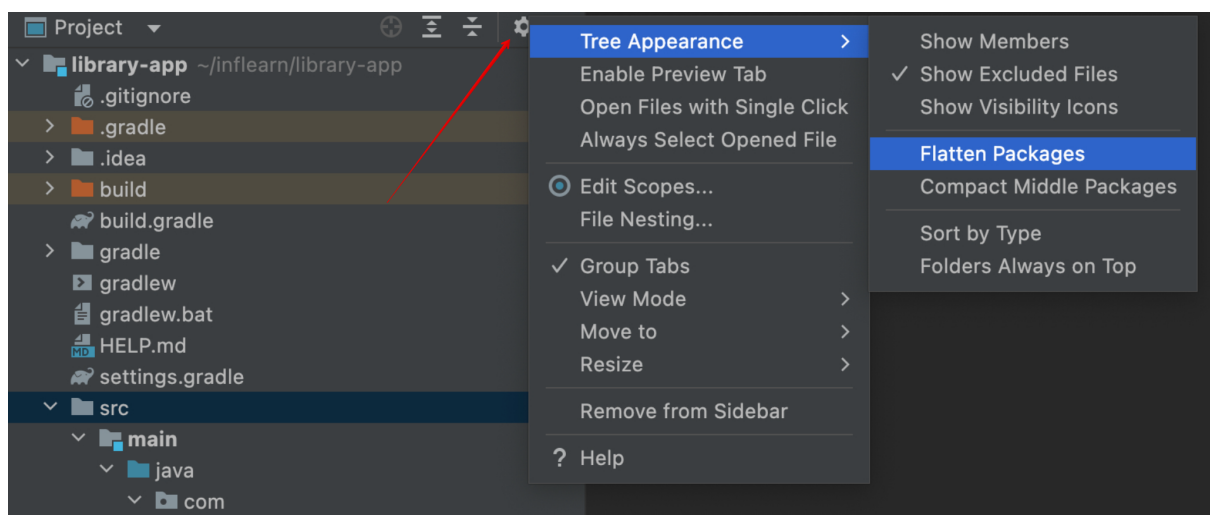 Project
library-app ~/inflearn/library-app
.gitignore
.gradle
.idea
build
build.gradle
gradle
gradlew
gradlew.bat
HELP.md
settings.gradle
src
main
java
com
Tree Appearance
Enable Preview Tab
Open Files with Single Click
Always Select Opened File
Edit Scopes...
File Nesting...
Group Tabs
View Mode
Move to
Resize
Remove from Sidebar
? Help
Show Members
Show Excluded Files
Show Visibility Icons
Flatten Packages
Compact Middle Packages
Sort by Type
Folders Always on Top